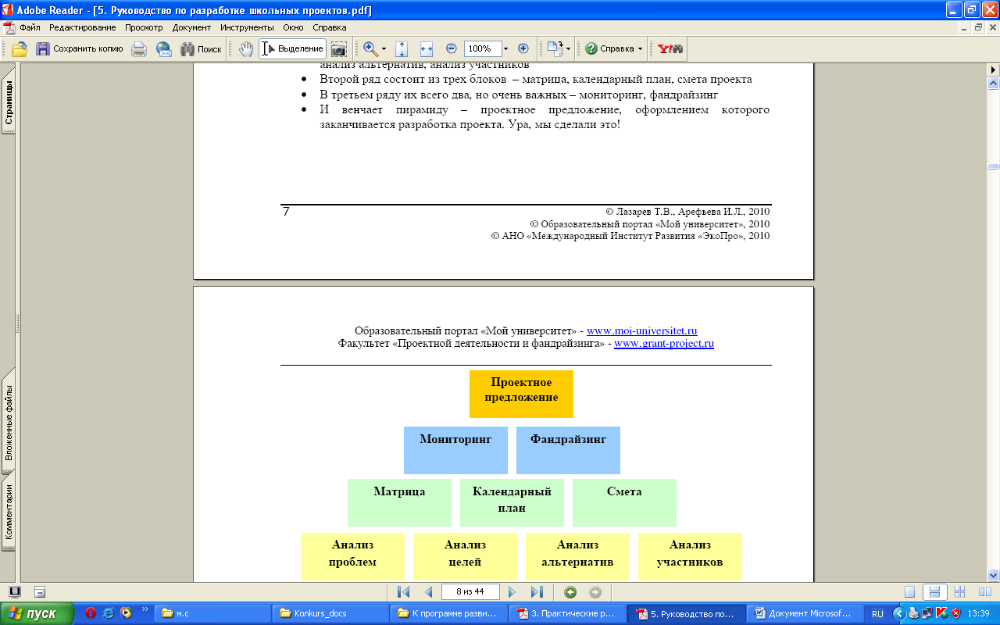 Adobe Reader - [5. Руководство по разработке школьных проектов.pdf]
Файл Редактирование Просмотр Документ Инструменты Окно Справка
Сохранить копию Поиск Выделение 100% Справка Y!
Страницы
Вложенные файлы
Комментарии
анализ альтернатив, анализ участников
• Второй ряд состоит из трех блоков – матрица, календарный план, смета проекта
• В третьем ряду их всего два, но очень важных – мониторинг, фандрайзинг
• И венчает пирамиду – проектное предложение, оформлением которого
заканчивается разработка проекта. Ура, мы сделали это!
7
© Лазарев Т.В., Арефьева И.Л., 2010
© Образовательный портал «Мой университет», 2010
© АНО «Международный Институт Развития «ЭкоПро», 2010
Образовательный портал «Мой университет» - www.moi-universitet.ru
Факультет «Проектной деятельности и фандрайзинга» - www.grant-project.ru
Проектное
предложение
Мониторинг
Фандрайзинг
Матрица
Календарный
план
Смета
Анализ
проблем
Анализ
целей
Анализ
альтернатив
Анализ
участников
8 из 44
пуск
м.с
Konkurs_docs
К программе разви...
3. Практические р...
5. Руководство по...
Документ Microsof...
RU
13:39